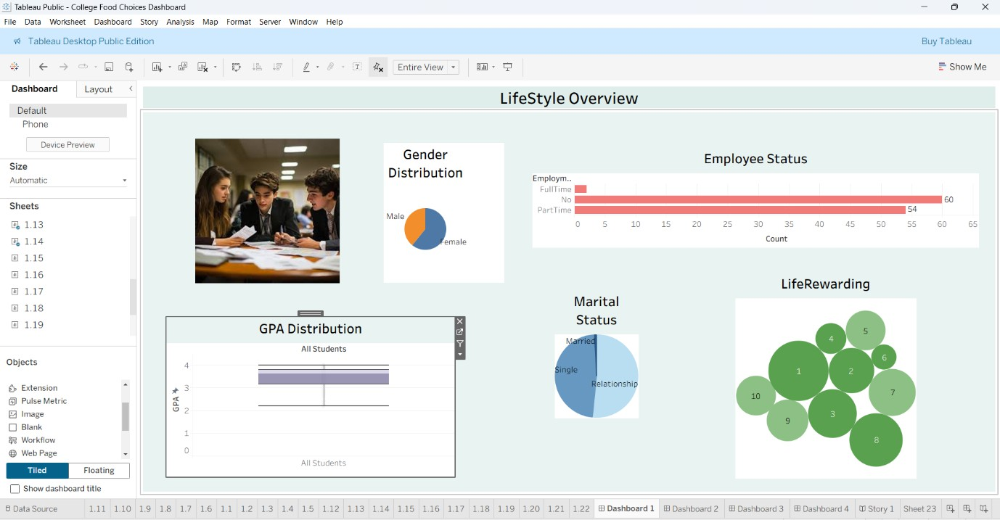 Tableau Public - College Food Choices Dashboard
File Data Worksheet Dashboard Story Analysis Map Format Server Window Help
Tableau Desktop Public Edition
Buy Tableau
Entire View
Show Me
Dashboard
Layout
Default
Phone
Device Preview
Size
Automatic
Sheets
1.13
1.14
1.15
1.16
1.17
1.18
1.19
Objects
Extension
Pulse Metric
Image
Blank
Workflow
Web Page
Tiled
Floating
Show dashboard title
LifeStyle Overview
Gender
Distribution
Male
Female
Employee Status
Employm..
FullTime
No
60
PartTime
54
0 5 10 15 20 25 30 35 40 45 50 55 60 65
Count
GPA Distribution
All Students
4
3
2
1
0
GPA
All Students
Marital
Status
Married
Single
Relationship
LifeRewarding
5
4
6
1
2
7
10
3
9
8
Data Source 1.11 1.10 1.9 1.8 1.7 1.6 1.1 1.2 1.3 1.4 1.5 1.12 1.13 1.14 1.15 1.16 1.17 1.18 1.19 1.20 1.21 1.22 Dashboard 1 Dashboard 2 Dashboard 3 Dashboard 4 Story 1 Sheet 23